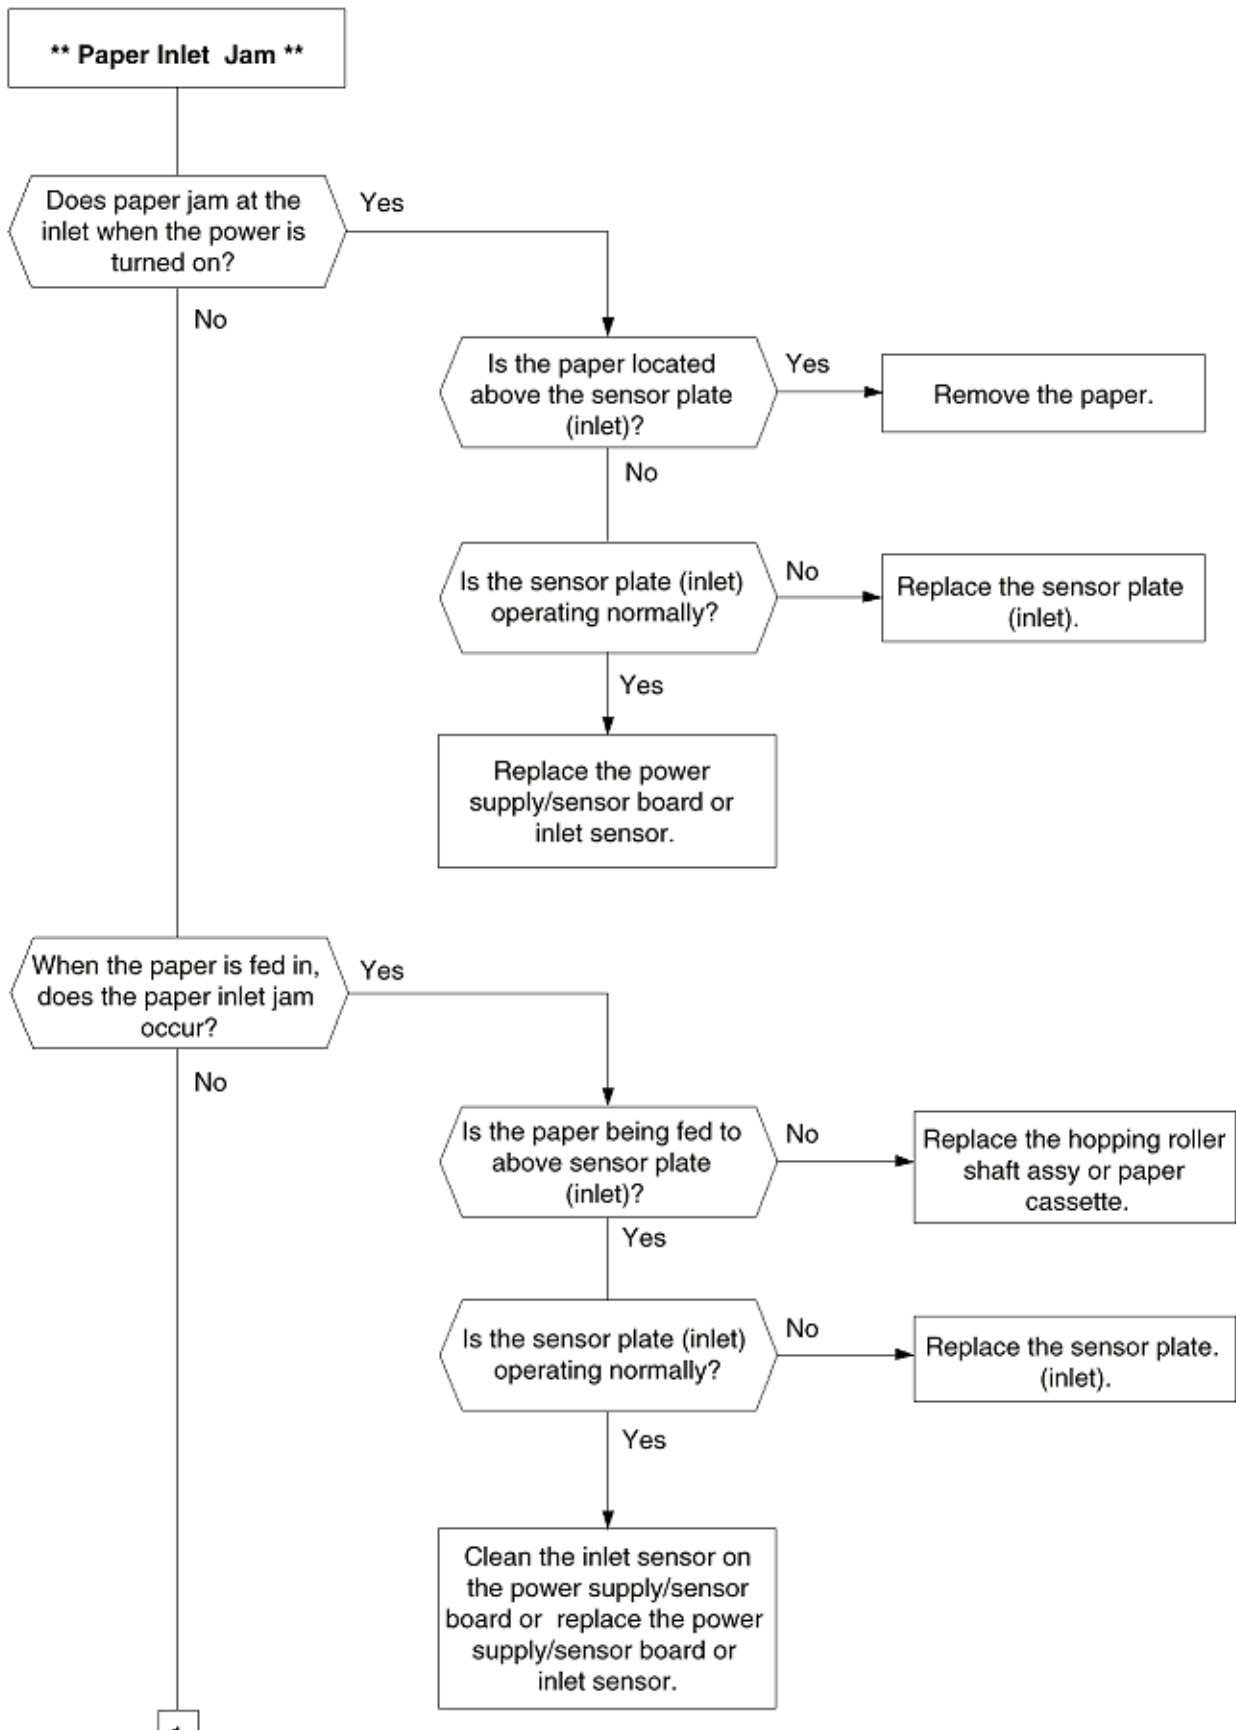 ** Paper Inlet  Jam **
Does paper jam at the
inlet when the power is
turned on?
Yes
No
Is the paper located
above the sensor plate
(inlet)?
Yes
Remove the paper.
No
Is the sensor plate (inlet)
operating normally?
No
Replace the sensor plate
(inlet).
Yes
Replace the power
supply/sensor board or
inlet sensor.
When the paper is fed in,
does the paper inlet jam
occur?
Yes
No
Is the paper being fed to
above sensor plate
(inlet)?
No
Replace the hopping roller
shaft assy or paper
cassette.
Yes
Is the sensor plate (inlet)
operating normally?
No
Replace the sensor plate.
(inlet).
Yes
Clean the inlet sensor on
the power supply/sensor
board or  replace the power
supply/sensor board or
inlet sensor.